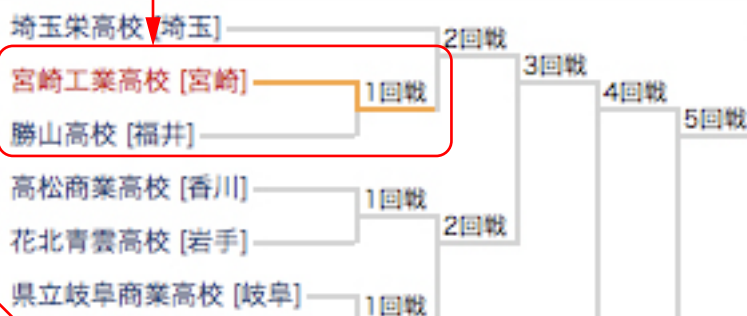 埼玉栄高校 [埼玉]
2回戦
宮崎工業高校 [宮崎]
3回戦
1回戦
4回戦
勝山高校 [福井]
5回戦
高松商業高校 [香川]
1回戦
花北青雲高校 [岩手]
2回戦
県立岐阜商業高校 [岐阜]
1回戦